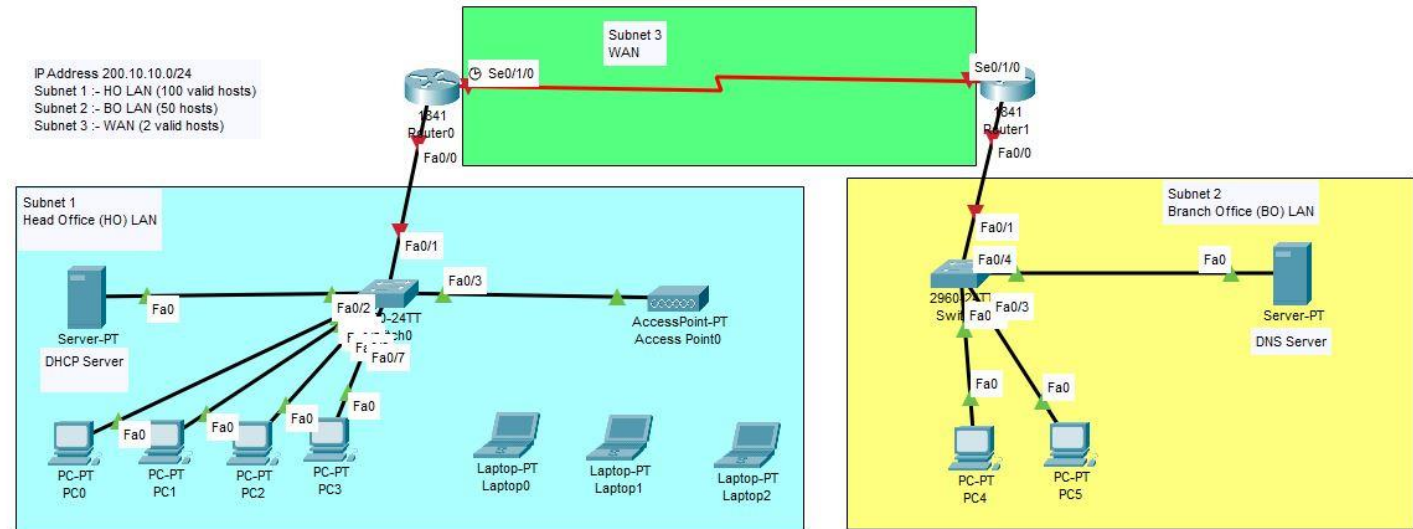 IP Address 200.10.10.0/24
Subnet 1 :- HO LAN (100 valid hosts)
Subnet 2 :- BO LAN (50 hosts)
Subnet 3 :- WAN (2 valid hosts)
Subnet 3
WAN
Se0/1/0
Se0/1/0
1841
Router0
Fa0/0
1841
Router1
Fa0/0
Subnet 1
Head Office (HO) LAN
Fa0/1
Fa0/3
Fa0
Fa0/2
Fa0/7
Server-PT
DHCP Server
AccessPoint-PT
Access Point0
Fa0
Fa0
Fa0
Fa0
PC-PT
PC0
PC-PT
PC1
PC-PT
PC2
PC-PT
PC3
Laptop-PT
Laptop0
Laptop-PT
Laptop1
Laptop-PT
Laptop2
Subnet 2
Branch Office (BO) LAN
Fa0/1
Fa0/4
Fa0
Fa0/3
Server-PT
DNS Server
Fa0
Fa0
PC-PT
PC4
PC-PT
PC5